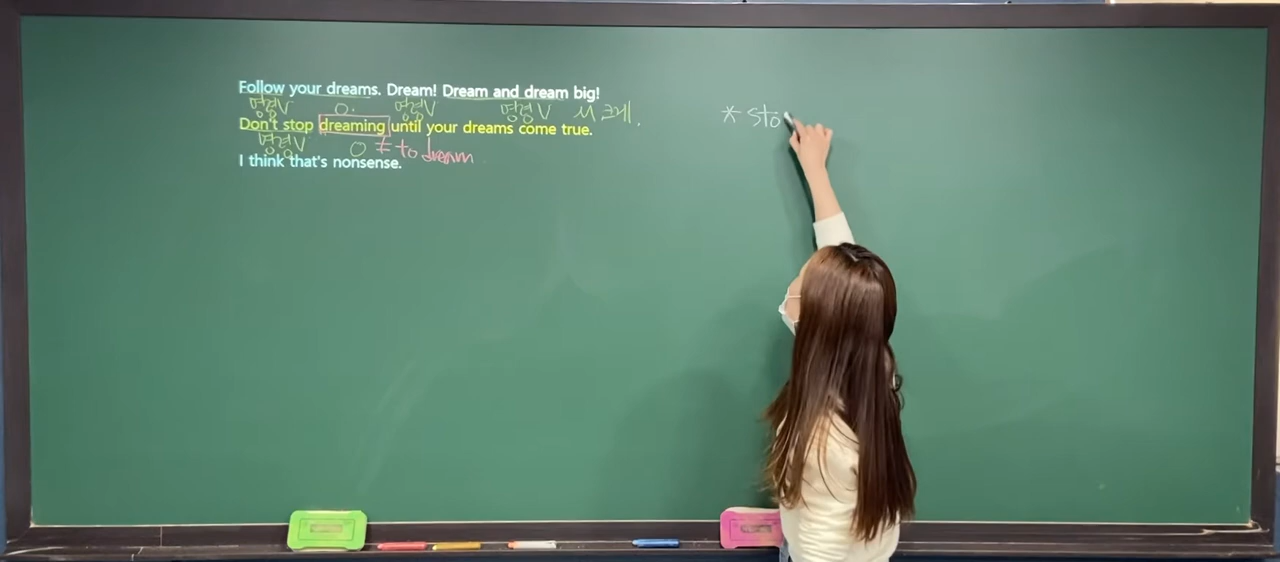 Follow your dreams. Dream! Dream and dream big!
명령V O. 명령V 명령V 크게.
Don't stop dreaming until your dreams come true.
명령V O ≠ to dream
I think that's nonsense.
* sto